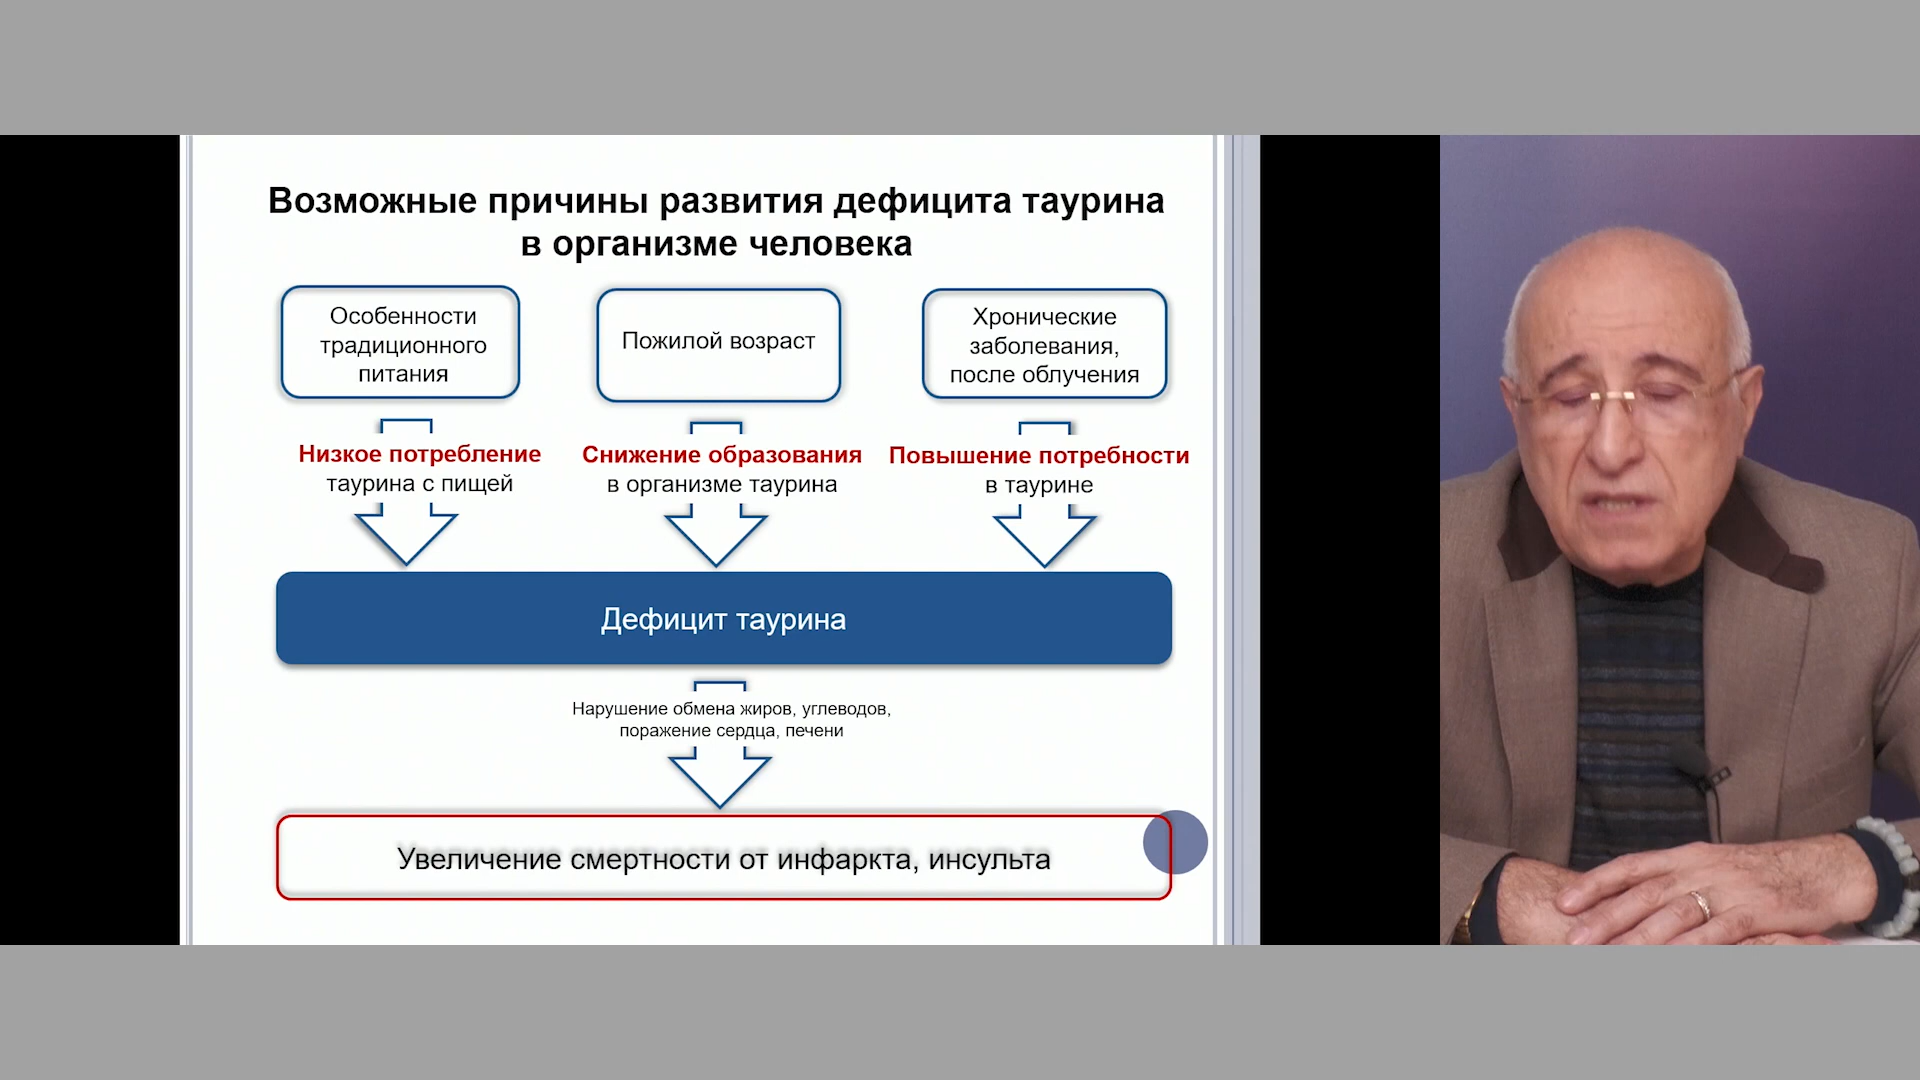 Возможные причины развития дефицита таурина
в организме человека
Особенности
традиционного
питания
Пожилой возраст
Хронические
заболевания,
после облучения
Низкое потребление
таурина с пищей
Снижение образования
в организме таурина
Повышение потребности
в таурине
Дефицит таурина
Нарушение обмена жиров, углеводов,
поражение сердца, печени
Увеличение смертности от инфаркта, инсульта